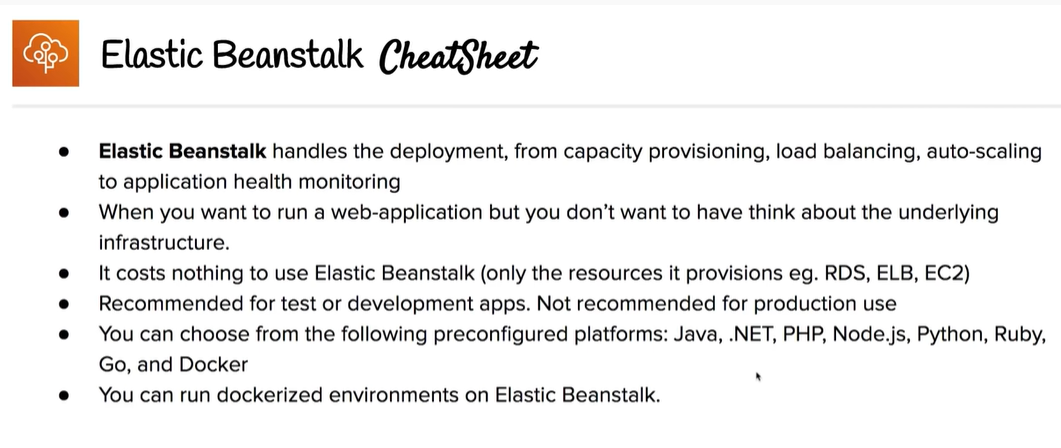 Elastic Beanstalk CheatSheet
● Elastic Beanstalk handles the deployment, from capacity provisioning, load balancing, auto-scaling
to application health monitoring
● When you want to run a web-application but you don't want to have think about the underlying
infrastructure.
● It costs nothing to use Elastic Beanstalk (only the resources it provisions eg. RDS, ELB, EC2)
● Recommended for test or development apps. Not recommended for production use
● You can choose from the following preconfigured platforms: Java, .NET, PHP, Node.js, Python, Ruby,
Go, and Docker
● You can run dockerized environments on Elastic Beanstalk.